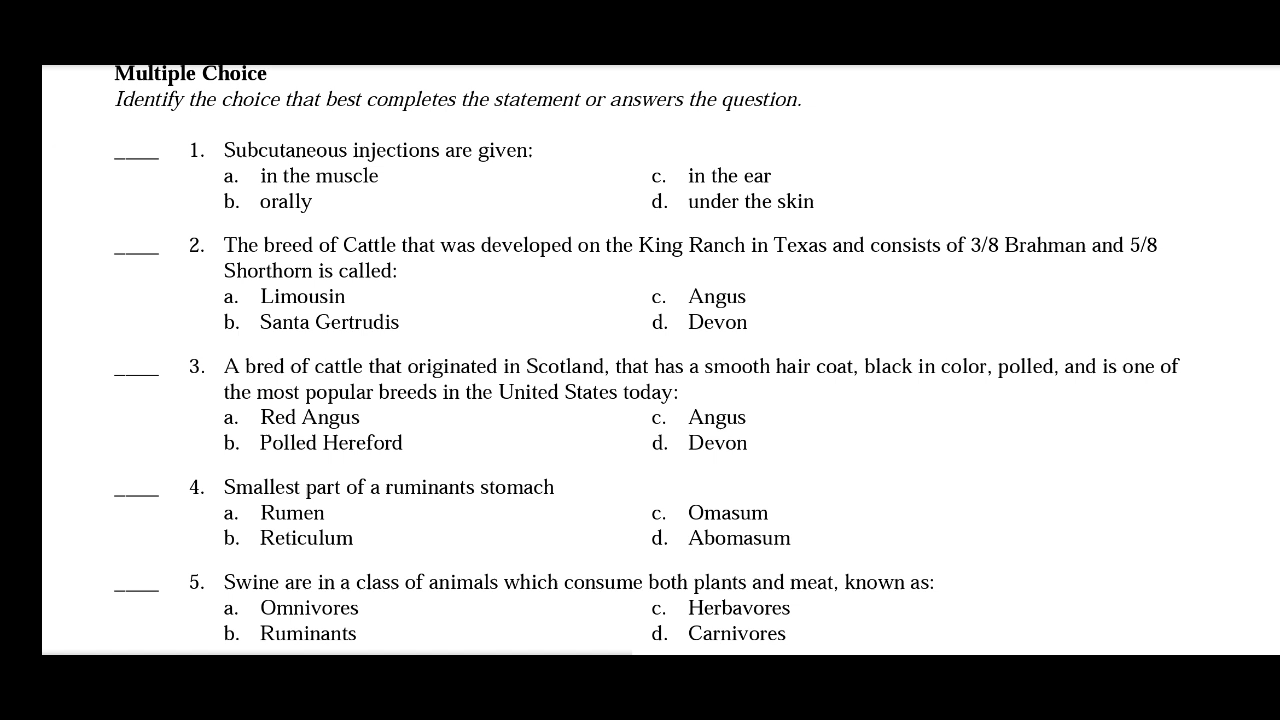 Multiple Choice
Identify the choice that best completes the statement or answers the question.
____ 1. Subcutaneous injections are given:
a. in the muscle c. in the ear
b. orally d. under the skin
____ 2. The breed of Cattle that was developed on the King Ranch in Texas and consists of 3/8 Brahman and 5/8
Shorthorn is called:
a. Limousin c. Angus
b. Santa Gertrudis d. Devon
____ 3. A bred of cattle that originated in Scotland, that has a smooth hair coat, black in color, polled, and is one of
the most popular breeds in the United States today:
a. Red Angus c. Angus
b. Polled Hereford d. Devon
____ 4. Smallest part of a ruminants stomach
a. Rumen c. Omasum
b. Reticulum d. Abomasum
____ 5. Swine are in a class of animals which consume both plants and meat, known as:
a. Omnivores c. Herbavores
b. Ruminants d. Carnivores